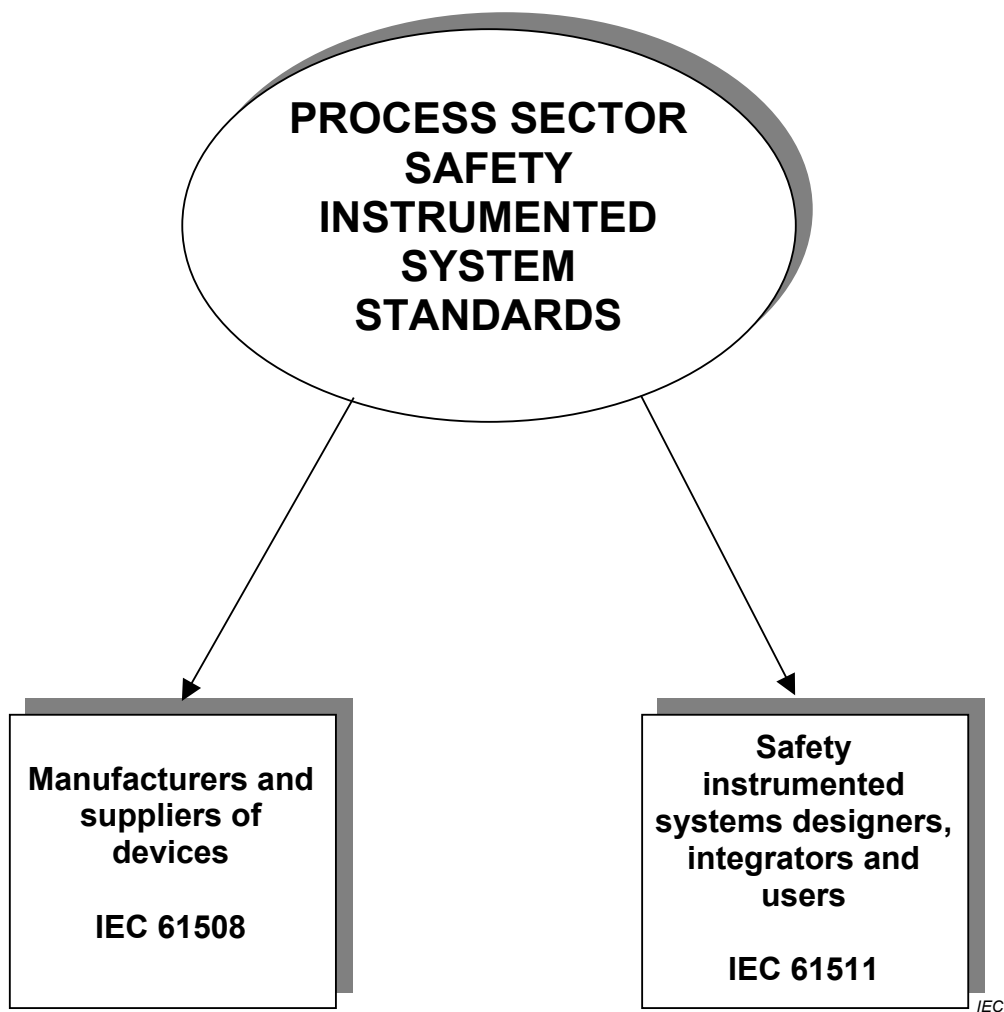 PROCESS SECTOR
SAFETY
INSTRUMENTED
SYSTEM
STANDARDS
Manufacturers and
suppliers of
devices
IEC 61508
Safety
instrumented
systems designers,
integrators and
users
IEC 61511
IEC